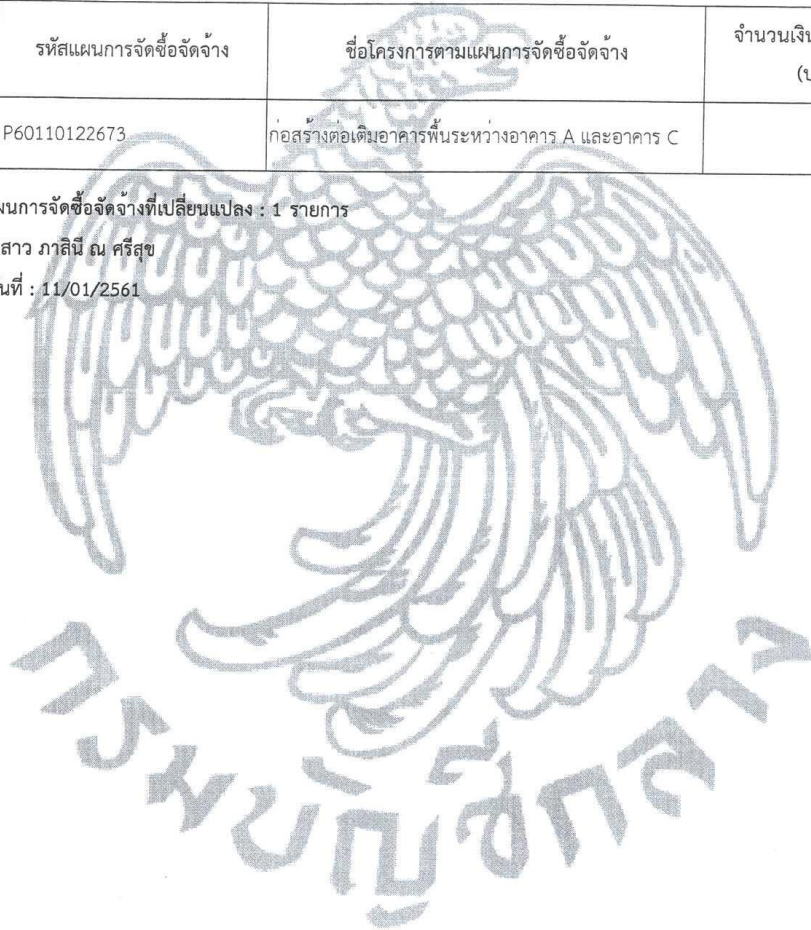 รหัสแผนการจัดซื้อจัดจ้าง ชื่อโครงการตามแผนการจัดซื้อจัดจ้าง จำนวนเงิน
P60110122673 ก่อสร้างต่อเติมอาคารพื้นระหว่างอาคาร A และอาคาร C
ผนการจัดซื้อจัดจ้างที่เปลี่ยนแปลง : 1 รายการ
สาว ภาสินี ณ ศรีสุข
นที่ : 11/01/2561
กรมบัญชีกลาง